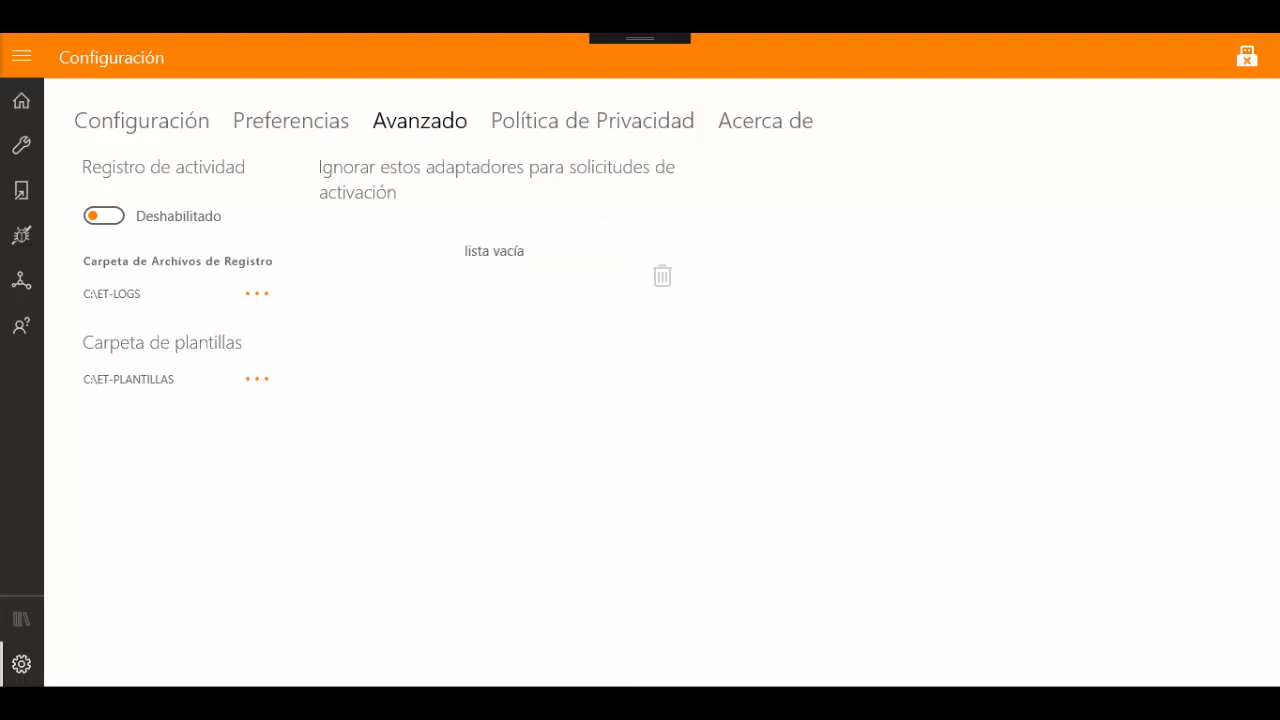 Configuración
Configuración Preferencias Avanzado Política de Privacidad Acerca de
Registro de actividad
Deshabilitado
Carpeta de Archivos de Registro
C:\ET-LOGS
Carpeta de plantillas
C:\ET-PLANTILLAS
Ignorar estos adaptadores para solicitudes de
activación
lista vacía